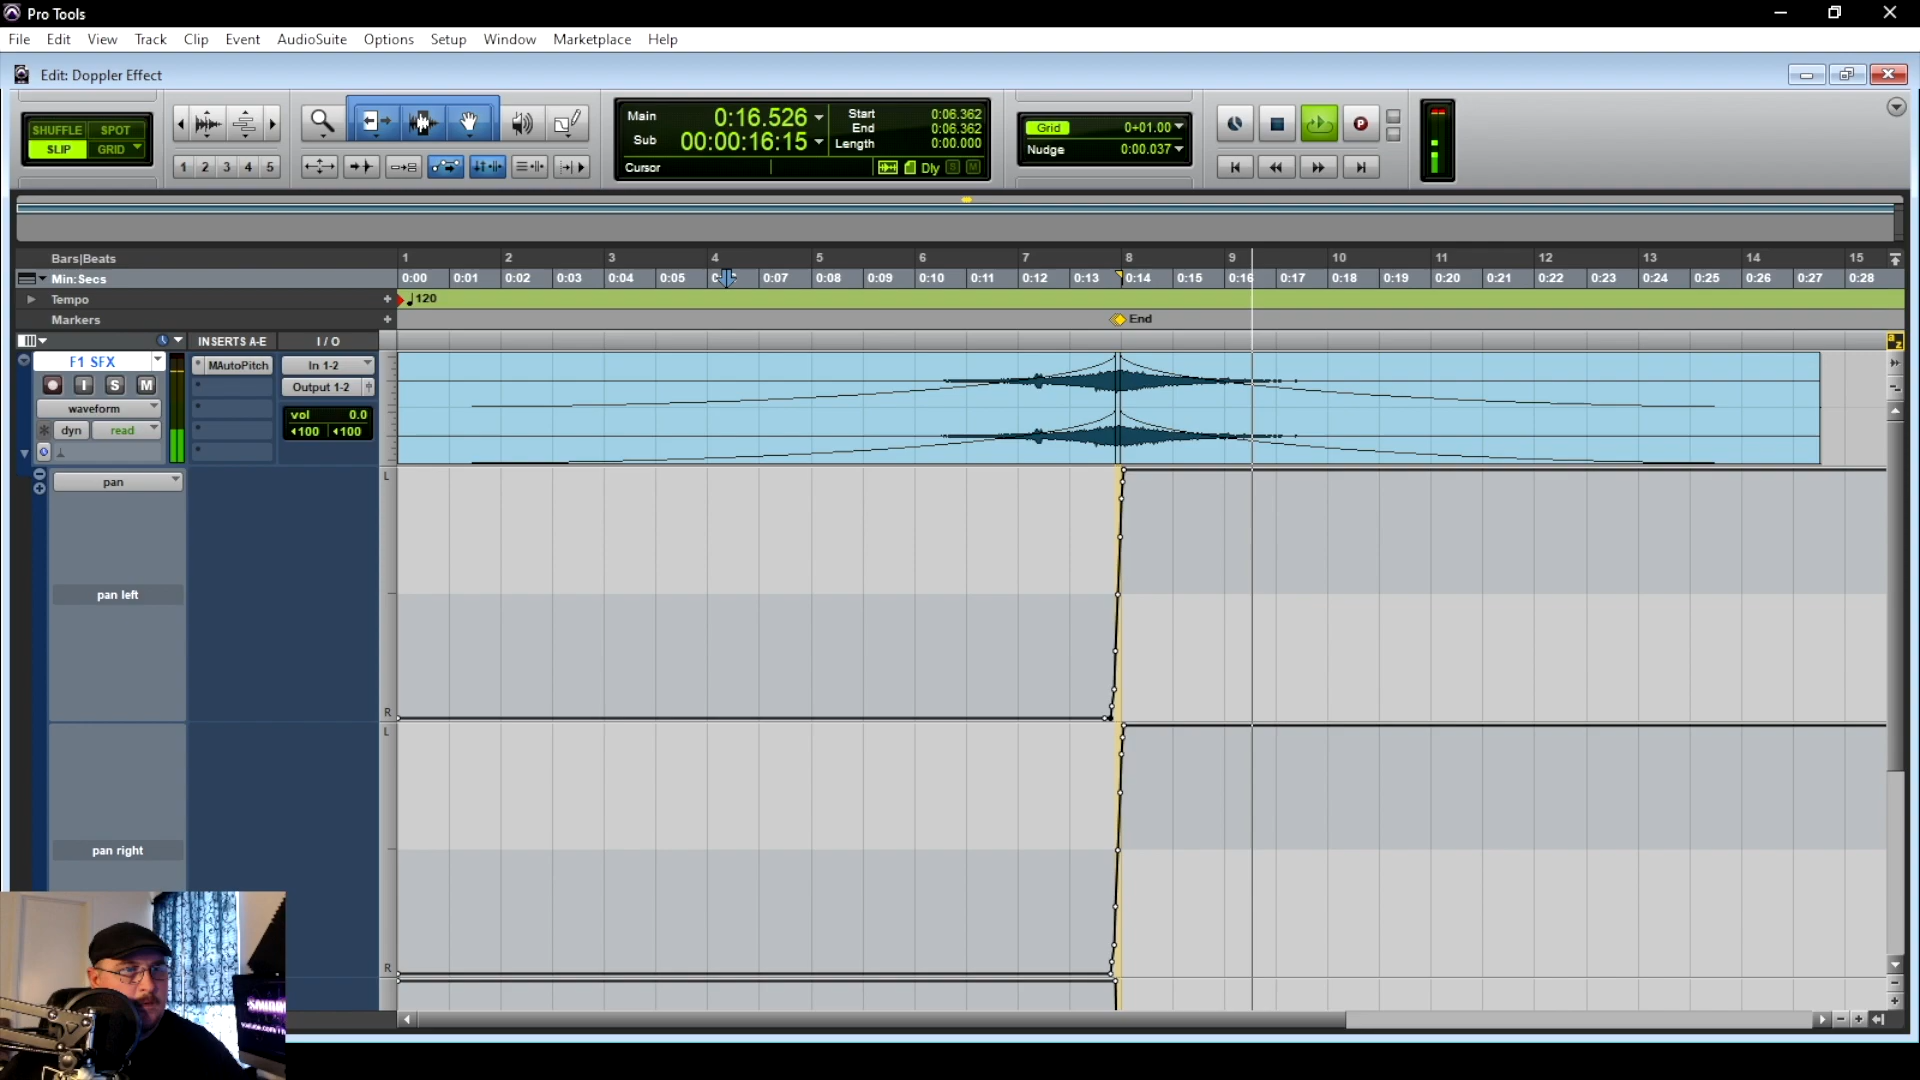 Pro Tools
File Edit View Track Clip Event AudioSuite Options Setup Window Marketplace Help
Edit: Doppler Effect
SHUFFLE SPOT
SLIP GRID
1 2 3 4 5
Main 0:16.526
Sub 00:00:16:15
Start 0:06.362
End 0:06.362
Length 0:00.000
Cursor
Dly S M
Grid 0+01.00
Nudge 0:00.037
P
Bars|Beats 1 2 3 4 5 6 7 8 9 10 11 12 13 14 15
Min:Secs 0:00 0:01 0:02 0:03 0:04 0:05 0:07 0:08 0:09 0:10 0:11 0:12 0:13 0:14 0:15 0:16 0:17 0:18 0:19 0:20 0:21 0:22 0:23 0:24 0:25 0:26 0:27 0:28
Tempo + 120
Markers + End
INSERTS A-E I / O
a z
F1 SFX
MAutoPitch
In 1-2
I S M
Output 1-2
waveform
vol 0.0
100 100
dyn read
pan
L
pan left
R
L
pan right
R